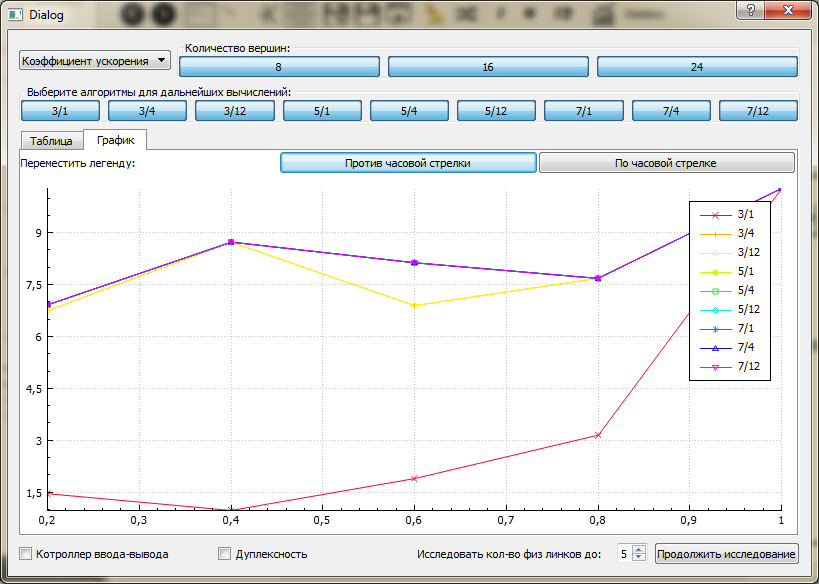 Dialog
?
Количество вершин:
Коэффициент ускорения 8 16 24
Выберите алгоритмы для дальнейших вычислений:
3/1 3/4 3/12 5/1 5/4 5/12 7/1 7/4 7/12
Таблица График
Переместить легенду: Против часовой стрелки По часовой стрелке
3/1
3/4
3/12
5/1
5/4
5/12
7/1
7/4
7/12
9
7,5
6
4,5
3
1,5
0,2 0,3 0,4 0,5 0,6 0,7 0,8 0,9 1
Котроллер ввода-вывода Дуплексность Исследовать кол-во физ линков до: 5 Продолжить исследование